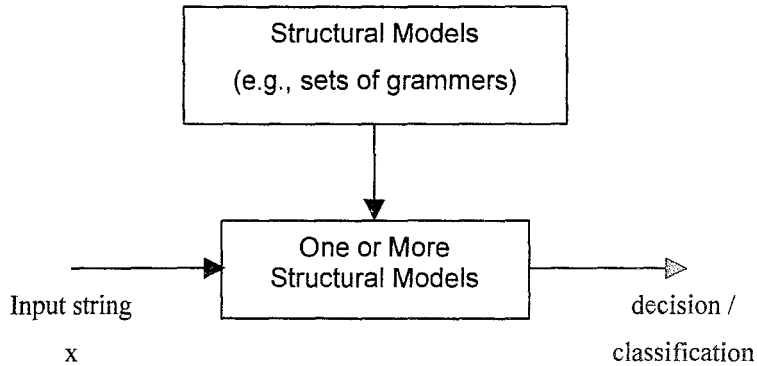 Structural Models
(e.g., sets of grammers)
One or More
Structural Models
Input string
x
decision /
classification